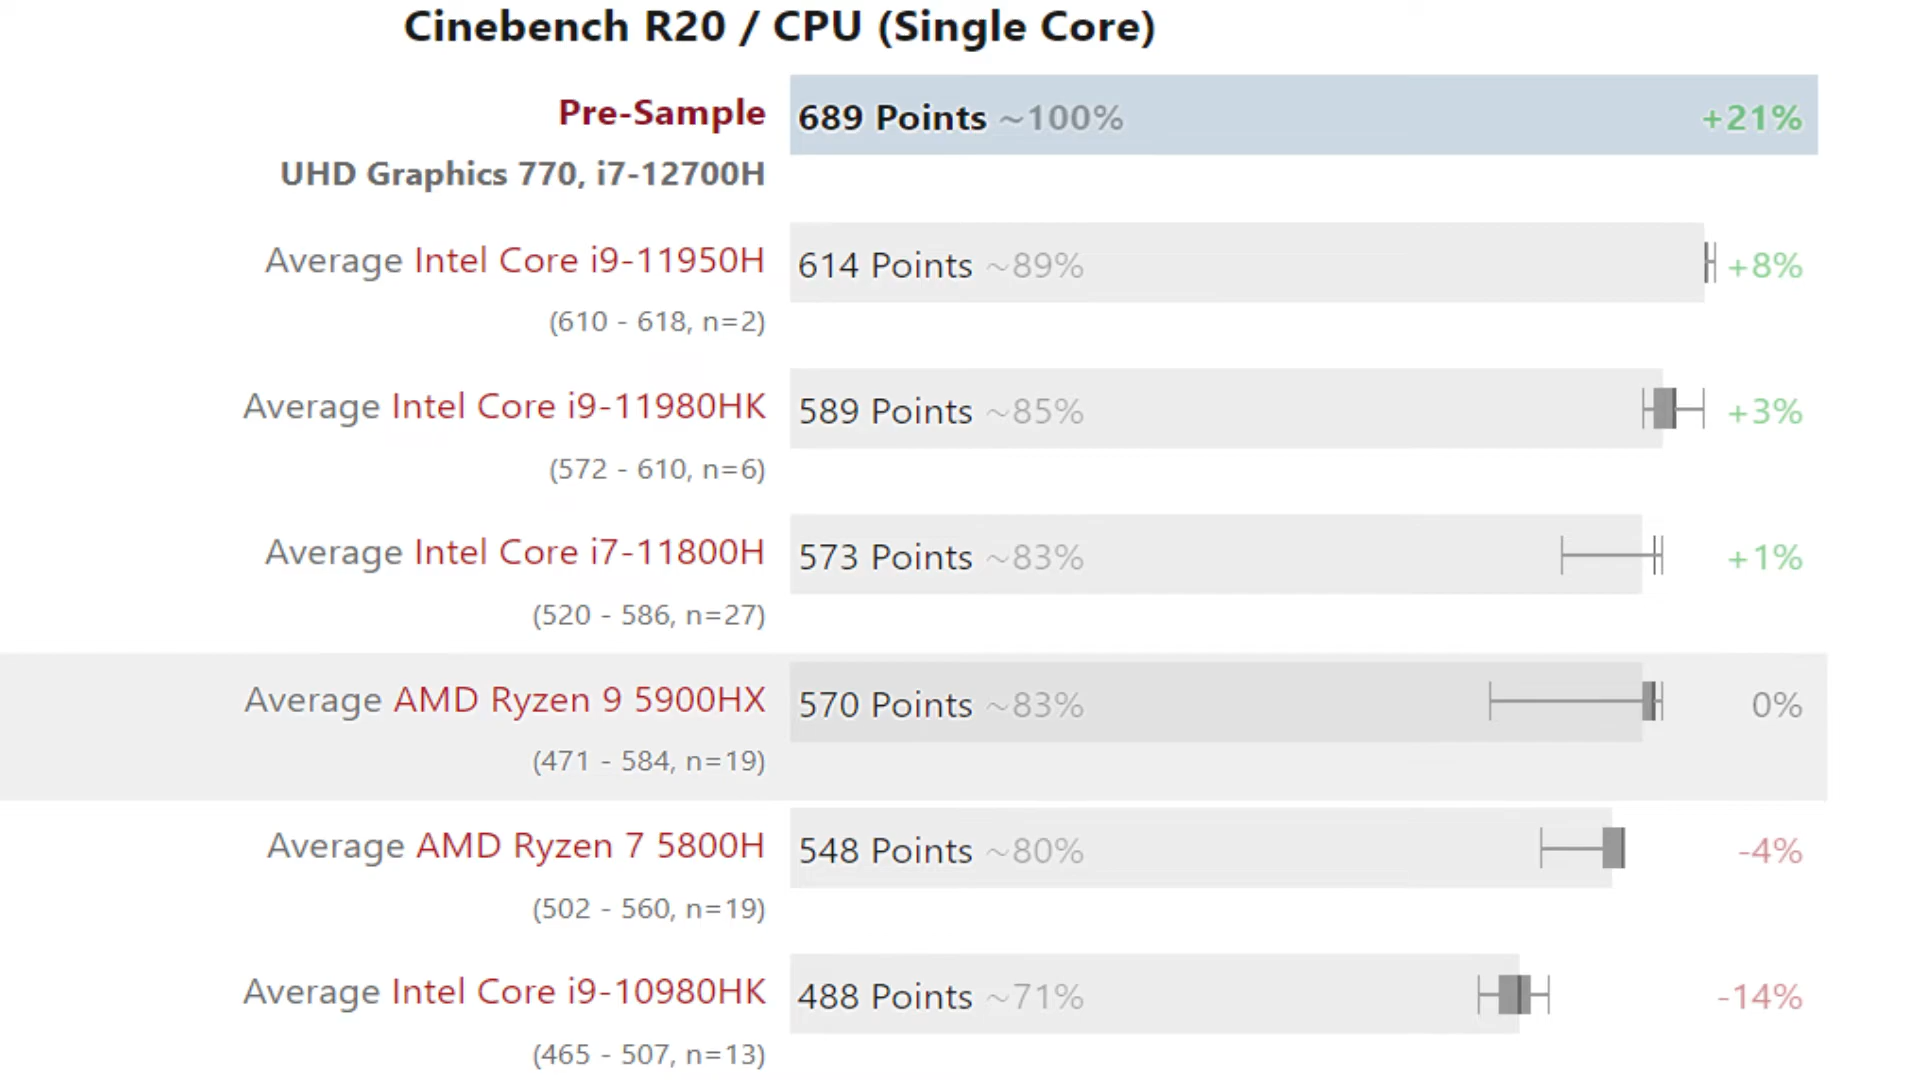 Cinebench R20 / CPU (Single Core)
Pre-Sample 689 Points ~100% +21%
UHD Graphics 770, i7-12700H
Average Intel Core i9-11950H 614 Points ~89% +8%
(610 - 618, n=2)
Average Intel Core i9-11980HK 589 Points ~85% +3%
(572 - 610, n=6)
Average Intel Core i7-11800H 573 Points ~83% +1%
(520 - 586, n=27)
Average AMD Ryzen 9 5900HX 570 Points ~83% 0%
(471 - 584, n=19)
Average AMD Ryzen 7 5800H 548 Points ~80% -4%
(502 - 560, n=19)
Average Intel Core i9-10980HK 488 Points ~71% -14%
(465 - 507, n=13)